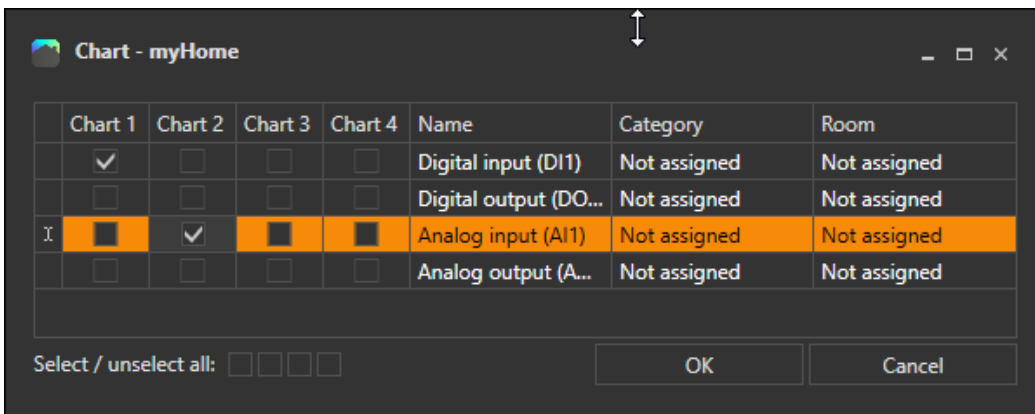 Chart - myHome
Chart 1 Chart 2 Chart 3 Chart 4 Name Category Room
Digital input (DI1) Not assigned Not assigned
Digital output (DO... Not assigned Not assigned
Analog input (AI1) Not assigned Not assigned
Analog output (A... Not assigned Not assigned
Select / unselect all: OK Cancel